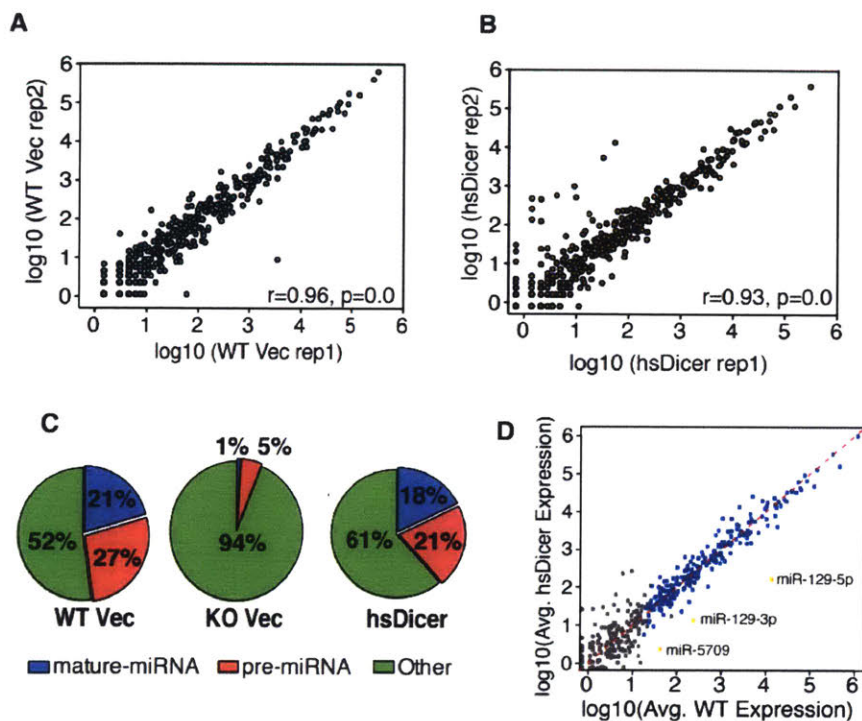 A
log10 (WT Vec rep2)
6
5
4
3
2
1
0
r=0.96, p=0.0
0 1 2 3 4 5 6
log10 (WT Vec rep1)
B
log10 (hsDicer rep2)
6
5
4
3
2
1
0
r=0.93, p=0.0
0 1 2 3 4 5 6
log10 (hsDicer rep1)
C
21%
52%
27%
WT Vec
1% 5%
94%
KO Vec
18%
61%
21%
hsDicer
mature-miRNA pre-miRNA Other
D
log10(Avg. hsDicer Expression)
6
5
4
3
2
1
0
miR-129-5p
miR-129-3p
miR-5709
0 1 2 3 4 5 6
log10(Avg. WT Expression)